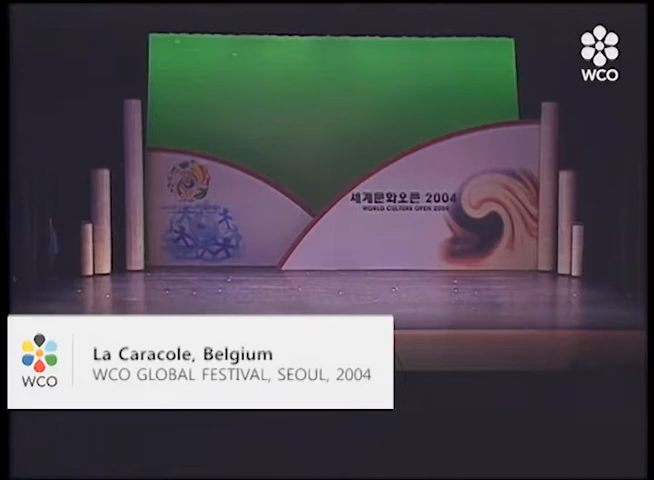 WCO
세계문화오픈 2004
WORLD CULTURE OPEN 2004
WCO
La Caracole, Belgium
WCO GLOBAL FESTIVAL, SEOUL, 2004